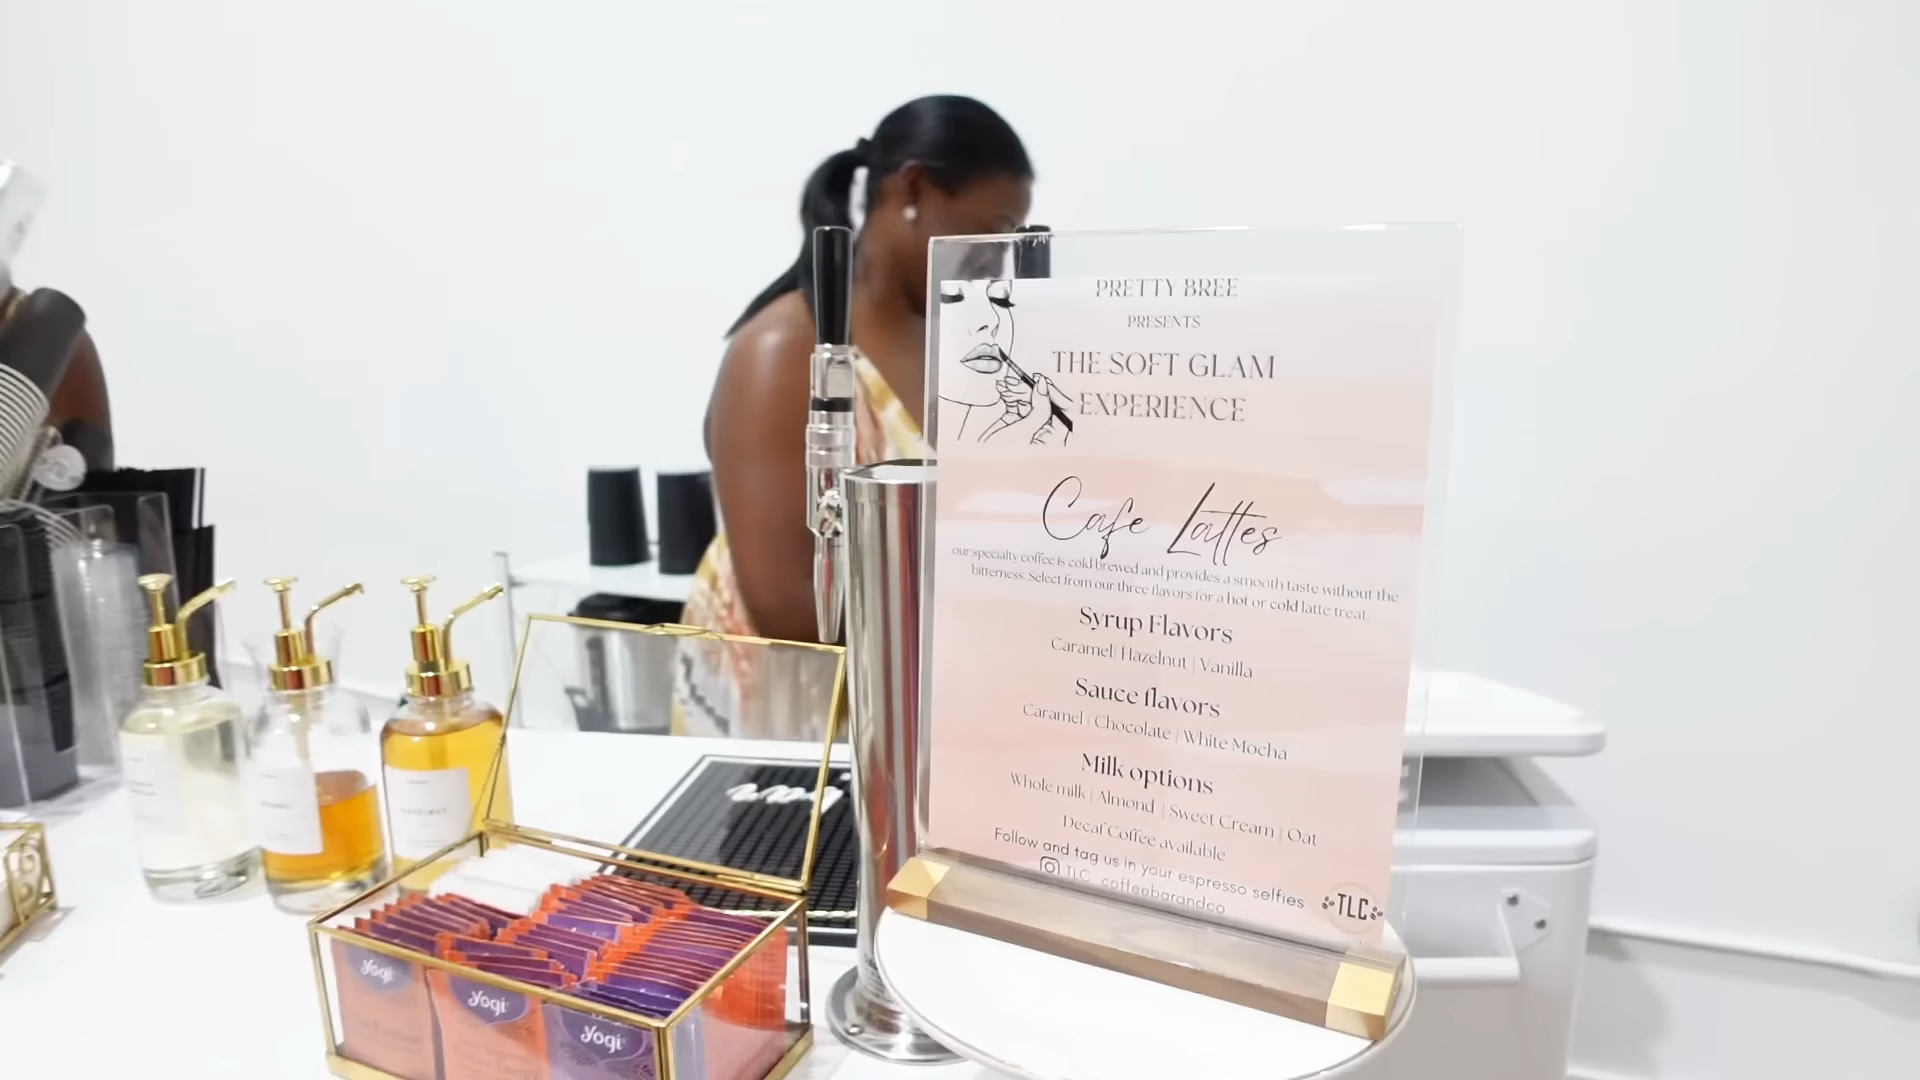 PRETTY BREE
PRESENTS
THE SOFT GLAM
EXPERIENCE
Cafe Lattes
our specialty coffee is cold brewed and provides a smooth taste without the
bitterness. Select from our three flavors for a hot or cold latte treat.
Syrup Flavors
Caramel | Hazelnut | Vanilla
Sauce flavors
Caramel | Chocolate | White Mocha
Milk options
Whole milk | Almond | Sweet Cream | Oat
Decaf Coffee available
Follow and tag us in your espresso selfies
TLC_coffeebarandco
TLC
HAZELNUT
yogi
yogi
yogi